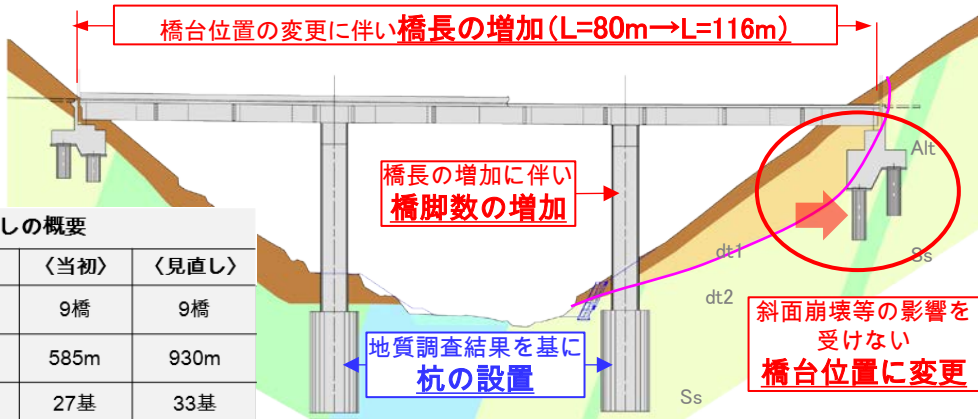 橋台位置の変更に伴い橋長の増加(L=80m→L=116m)
橋長の増加に伴い
橋脚数の増加
Alt
dt1
Ss
dt2
しの概要
〈当初〉 〈見直し〉
9橋 9橋
585m 930m
27基 33基
地質調査結果を基に
杭の設置
斜面崩壊等の影響を
受けない
橋台位置に変更
Ss